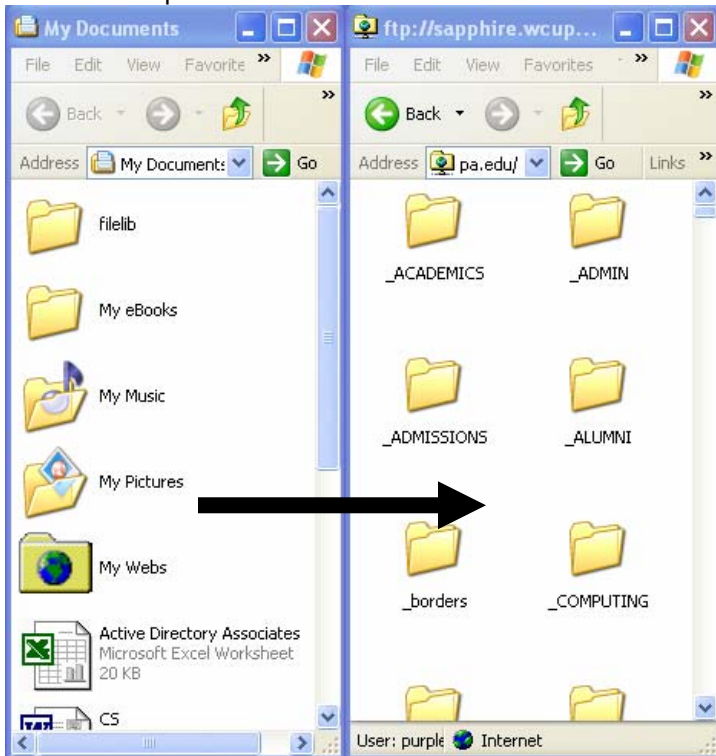 My Documents
File Edit View Favorite »
Back »
Address My Documents Go
filelib
My eBooks
My Music
My Pictures
My Webs
Active Directory Associates
Microsoft Excel Worksheet
20 KB
CS
ftp://sapphire.wcup...
File Edit View Favorites »
Back »
Address pa.edu/ Go Links »
_ACADEMICS _ADMIN
_ADMISSIONS _ALUMNI
_borders _COMPUTING
User: purple Internet